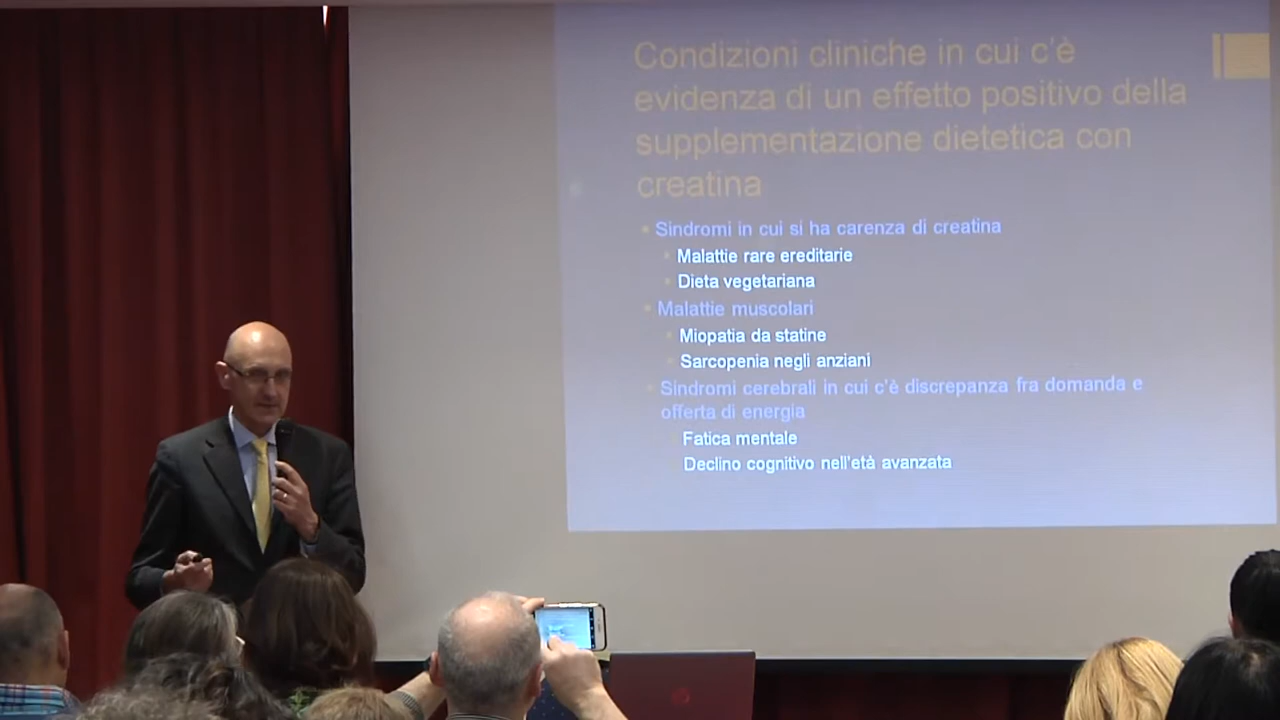 Condizioni cliniche in cui c'è
evidenza di un effetto positivo della
supplementazione dietetica con
creatina
Sindromi in cui si ha carenza di creatina
Malattie rare ereditarie
Dieta vegetariana
Malattie muscolari
Miopatia da statine
Sarcopenia negli anziani
Sindromi cerebrali in cui c'è discrepanza fra domanda e
offerta di energia
Fatica mentale
Declino cognitivo nell'età avanzata